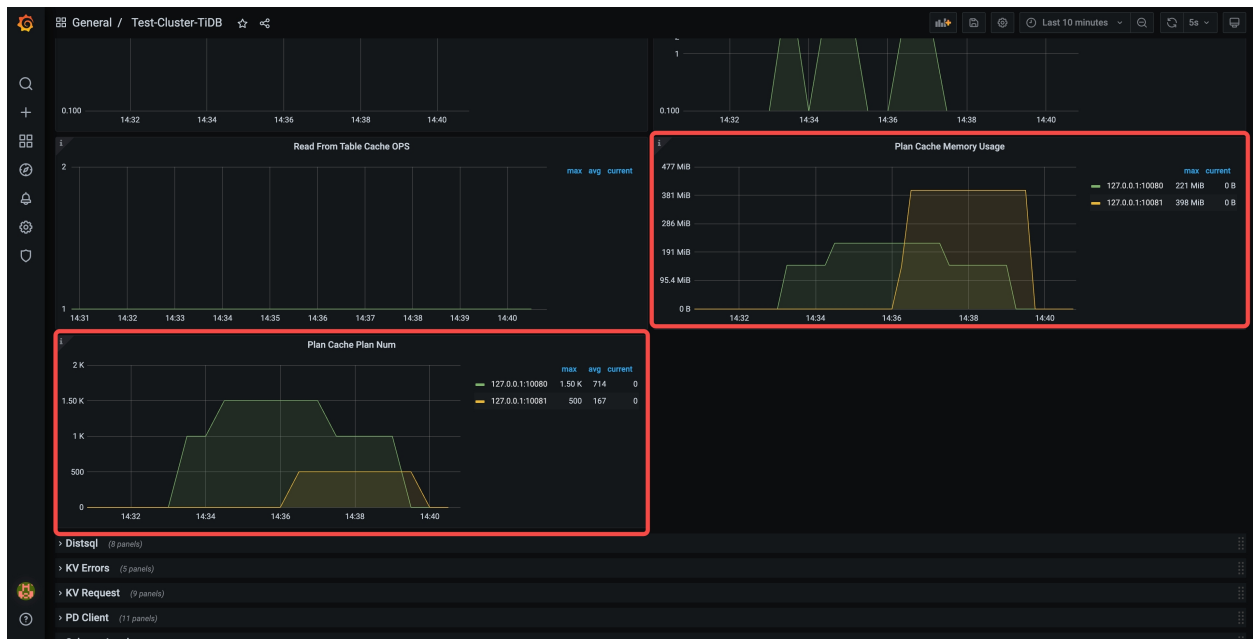 General / Test-Cluster-TiDB
Last 10 minutes
5s
0.100
14:32 14:34 14:36 14:38 14:40
1
0.100
14:32 14:34 14:36 14:38 14:40
Read From Table Cache OPS
2
1
14:31 14:32 14:33 14:34 14:35 14:36 14:37 14:38 14:39 14:40
max avg current
Plan Cache Memory Usage
477 MiB
381 MiB
286 MiB
191 MiB
95.4 MiB
0 B
14:32 14:34 14:36 14:38 14:40
max current
127.0.0.1:10080 221 MiB 0 B
127.0.0.1:10081 398 MiB 0 B
Plan Cache Plan Num
2 K
1.50 K
1 K
500
0
14:32 14:34 14:36 14:38 14:40
max avg current
127.0.0.1:10080 1.50 K 714 0
127.0.0.1:10081 500 167 0
Distsql (8 panels)
KV Errors (5 panels)
KV Request (9 panels)
PD Client (11 panels)